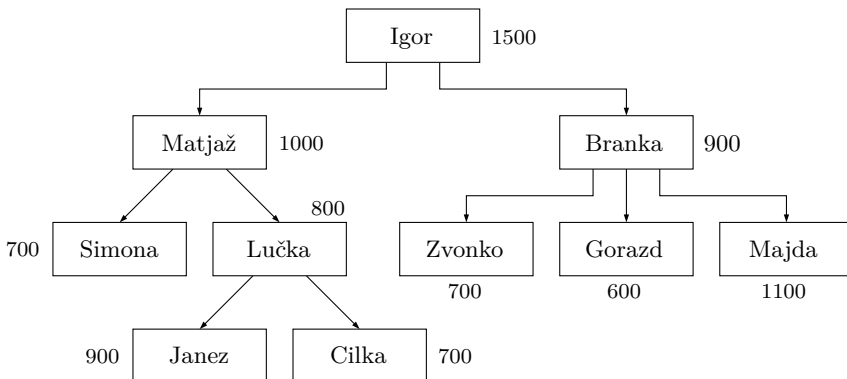 Igor 1500
Matjaž 1000 Branka 900
800
700 Simona Lučka Zvonko Gorazd Majda
700 600 1100
900 Janez Cilka 700